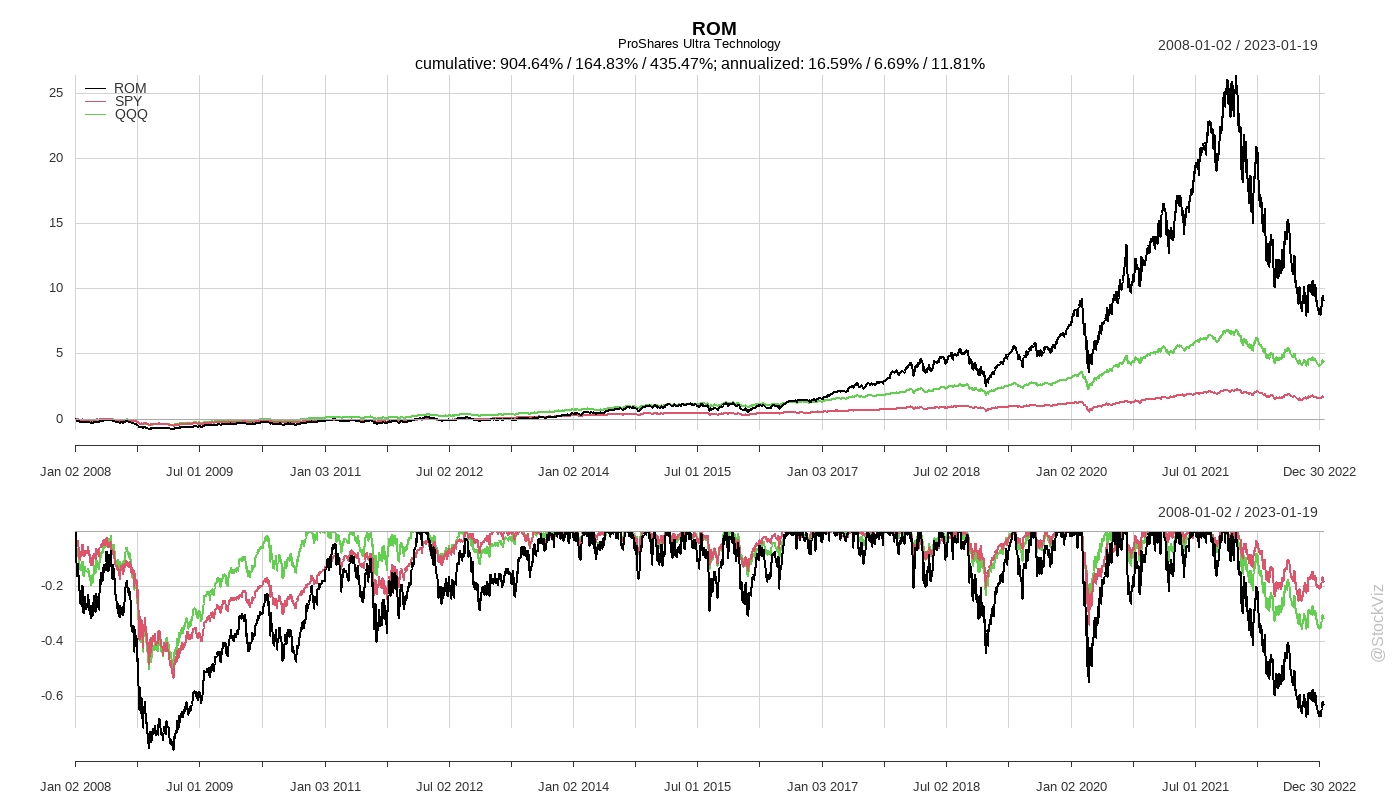 ROM
ProShares Ultra Technology
2008-01-02 / 2023-01-19
cumulative: 904.64% / 164.83% / 435.47%; annualized: 16.59% / 6.69% / 11.81%
ROM
SPY
QQQ
25
20
15
10
5
0
Jan 02 2008 Jul 01 2009 Jan 03 2011 Jul 02 2012 Jan 02 2014 Jul 01 2015 Jan 03 2017 Jul 02 2018 Jan 02 2020 Jul 01 2021 Dec 30 2022
2008-01-02 / 2023-01-19
-0.2
-0.4
-0.6
Jan 02 2008 Jul 01 2009 Jan 03 2011 Jul 02 2012 Jan 02 2014 Jul 01 2015 Jan 03 2017 Jul 02 2018 Jan 02 2020 Jul 01 2021 Dec 30 2022
@StockViz